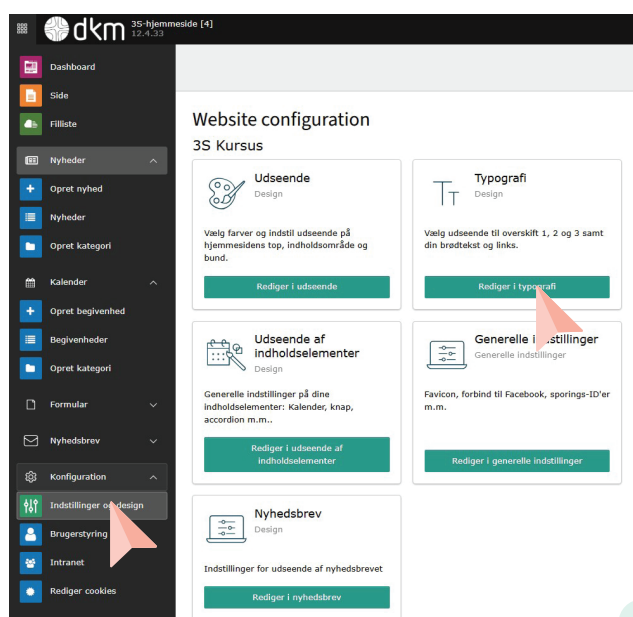 dkm
3S-hjemmeside [4]
12.4.33
Dashboard
Side
Filliste
Nyheder
Opret nyhed
Nyheder
Opret kategori
Kalender
Opret begivenhed
Begivenheder
Opret kategori
Formular
Nyhedsbrev
Konfiguration
Indstillinger og design
Brugerstyring
Intranet
Rediger cookies
Website configuration
3S Kursus
Udseende
Design
Vælg farver og indstil udseende på
hjemmesidens top, indholdsområde og
bund.
Rediger i udseende
Typografi
Design
Vælg udseende til overskift 1, 2 og 3 samt
din brødtekst og links.
Rediger i typografi
Udseende af
indholdselementer
Design
Generelle indstillinger på dine
indholdselementer: Kalender, knap,
accordion m.m..
Rediger i udseende af
indholdselementer
Generelle indstillinger
Generelle indstillinger
Favicon, forbind til Facebook, sporings-ID'er
m.m.
Rediger i generelle indstillinger
Nyhedsbrev
Design
Indstillinger for udseende af nyhedsbrevet
Rediger i nyhedsbrev